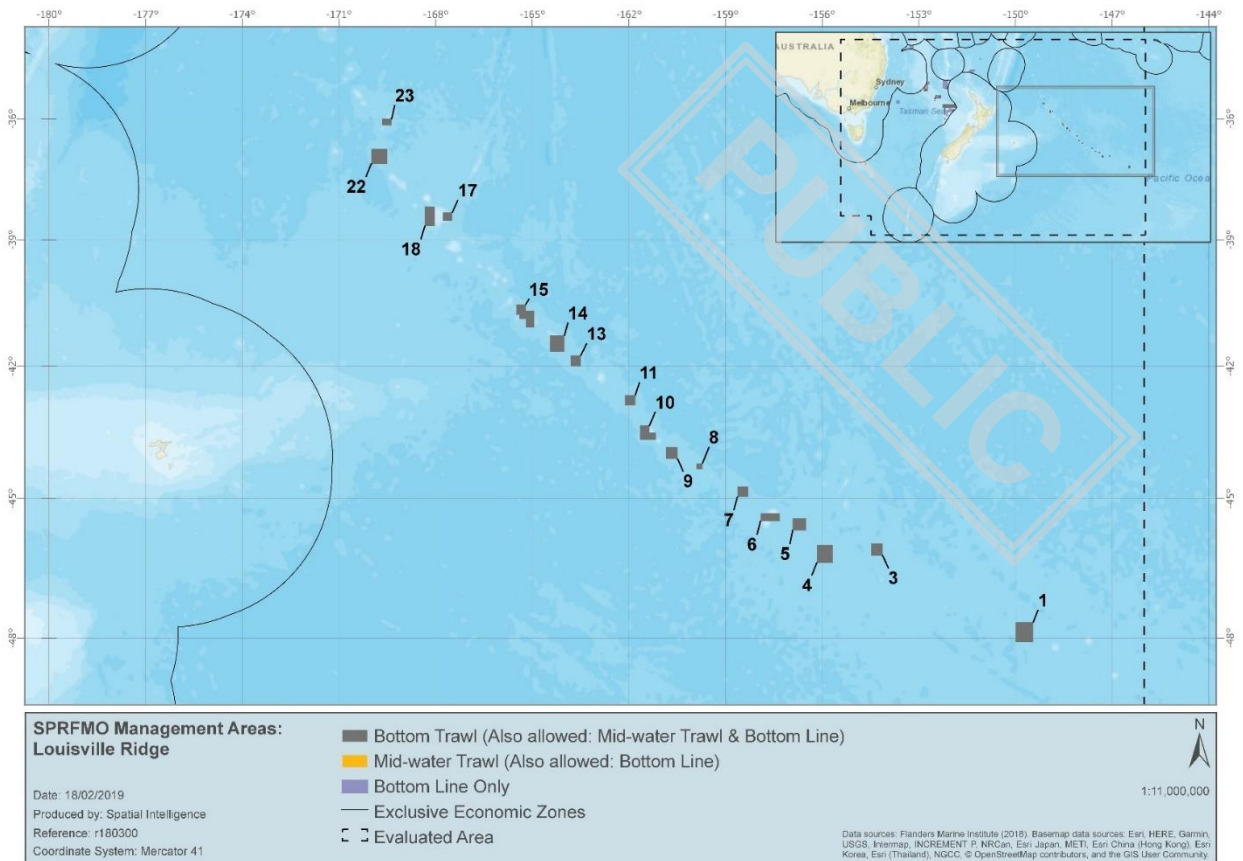 -180°
-177°
-174°
-171°
-168°
-165°
-162°
-159°
-156°
-153°
-150°
-147°
-144°
-36°
-39°
-42°
-45°
-48°
-36°
-39°
-42°
-45°
-48°
AUSTRALIA
Sydney
Melbourne
Tasman Sea
Pacific Ocea
PUBLIC
23
22
17
18
15
14
13
11
10
8
9
7
6
5
4
3
1
SPRFMO Management Areas:
Louisville Ridge
Date: 18/02/2019
Produced by: Spatial Intelligence
Reference: r180300
Coordinate System: Mercator 41
Bottom Trawl (Also allowed: Mid-water Trawl & Bottom Line)
Mid-water Trawl (Also allowed: Bottom Line)
Bottom Line Only
Exclusive Economic Zones
Evaluated Area
N
1:11,000,000
Data sources: Flanders Marine Institute (2018). Basemap data sources: Esri, HERE, Garmin,
USGS, Intermap, INCREMENT P, NRCan, Esri Japan, METI, Esri China (Hong Kong), Esri
Korea, Esri (Thailand), NGCC, © OpenStreetMap contributors, and the GIS User Community.